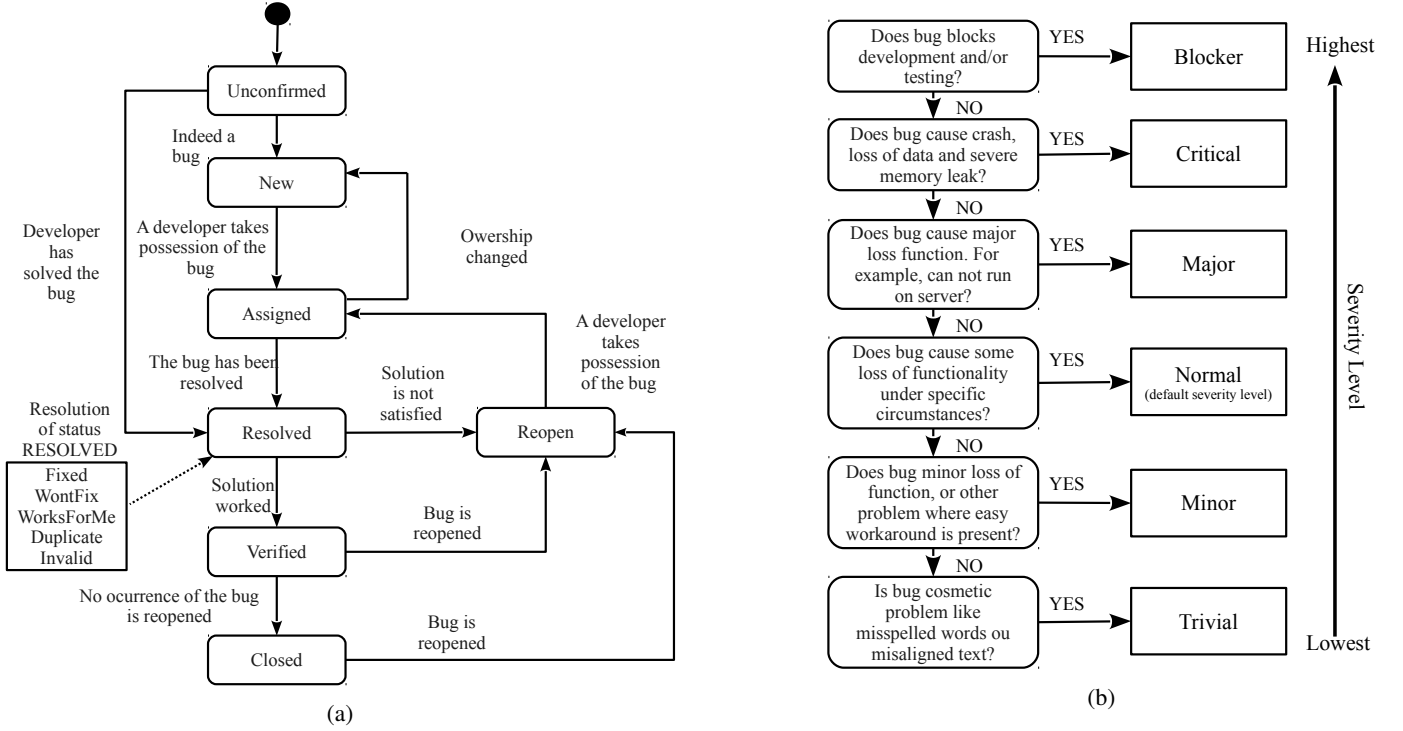 Unconfirmed
Indeed a
bug
New
Developer
has
solved the
bug
A developer takes
possession of the
bug
Owership
changed
Assigned
A developer
takes
possession
of the bug
The bug has been
resolved
Solution
is not
satisfied
Resolution
of status
RESOLVED
Fixed
WontFix
WorksForMe
Duplicate
Invalid
Resolved
Reopen
Solution
worked
Bug is
reopened
Verified
No ocurrence of the bug
is reopened
Bug is
reopened
Closed
(a)
Does bug blocks
development and/or
testing?
YES
Blocker
NO
Does bug cause crash,
loss of data and severe
memory leak?
YES
Critical
NO
Does bug cause major
loss function. For
example, can not run
on server?
YES
Major
NO
Does bug cause some
loss of functionality
under specific
circumstances?
YES
Normal
(default severity level)
NO
Does bug minor loss of
function, or other
problem where easy
workaround is present?
YES
Minor
NO
Is bug cosmetic
problem like
misspelled words ou
misaligned text?
YES
Trivial
Highest
Severity Level
Lowest
(b)